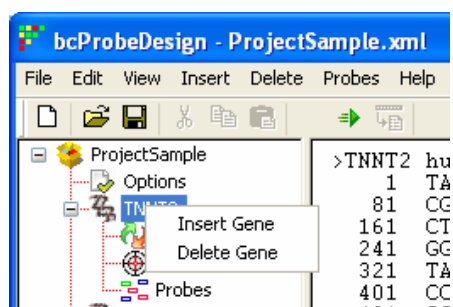 bcProbeDesign - ProjectSample.xml
File Edit View Insert Delete Probes Help
ProjectSample
Options
Insert Gene
Delete Gene
Probes
>TNNT2 hu
1 TA
81 CG
161 CT
241 GG
321 TA
401 CC